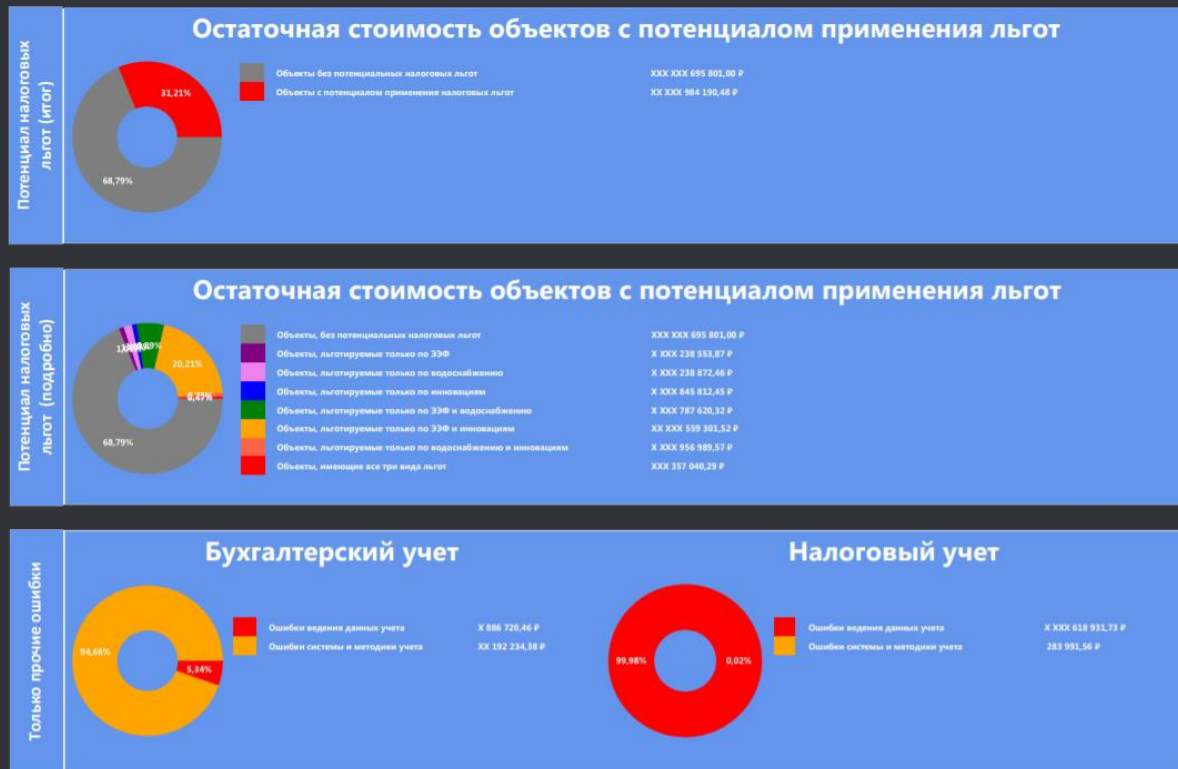 Потенциал налоговых
льгот (итог)
Остаточная стоимость объектов с потенциалом применения льгот
31,21%
68,79%
Объекты без потенциальных налоговых льгот XXX XXX 695 801,00 ₽
Объекты с потенциалом применения налоговых льгот XX XXX 984 190,48 ₽
Потенциал налоговых
льгот (подробно)
Остаточная стоимость объектов с потенциалом применения льгот
20,21%
68,79%
Объекты, без потенциальных налоговых льгот XXX XXX 695 801,00 ₽
Объекты, льготируемые только по ЭЭФ X XXX 238 553,87 ₽
Объекты, льготируемые только по водоснабжению X XXX 238 872,46 ₽
Объекты, льготируемые только по инновациям X XXX 845 812,45 ₽
Объекты, льготируемые только по ЭЭФ и водоснабжению X XXX 787 620,32 ₽
Объекты, льготируемые только по ЭЭФ и инновациям XX XXX 559 301,52 ₽
Объекты, льготируемые только по водоснабжению и инновациям X XXX 956 989,57 ₽
Объекты, имеющие все три вида льгот XXX 357 040,29 ₽
Только прочие ошибки
Бухгалтерский учет
94,66%
5,34%
Ошибки ведения данных учета X 886 720,46 ₽
Ошибки системы и методики учета XX 192 234,38 ₽
Налоговый учет
99,98%
0,02%
Ошибки ведения данных учета X XXX 618 931,73 ₽
Ошибки системы и методики учета 283 991,56 ₽